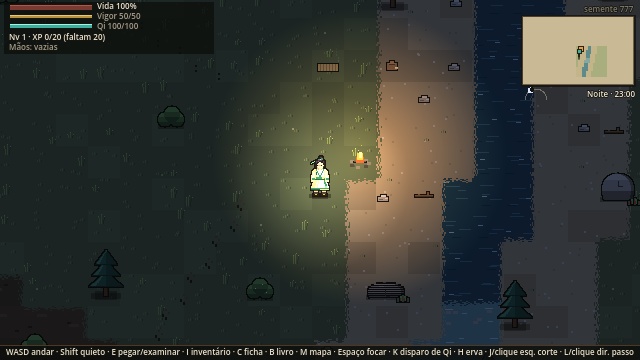 Vida 100%
Vigor 50/50
Qi 100/100
Nv 1 · XP 0/20 (faltam 20)
Mãos: vazias
semente 777
Noite · 23:00
WASD andar · Shift quieto · E pegar/examinar · I inventário · C ficha · B livro · M mapa · Espaço focar · K disparo de Qi · H erva · J/clique esq. corte · L/clique dir. passo